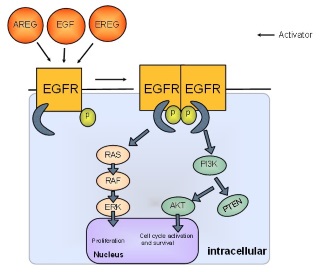 AREG
EGF
EREG
Activator
EGFR
EGFR
EGFR
P
P
P
RAS
PI3K
RAF
ERK
AKT
PTEN
Proliferation
Cell cycle activation
and survival
Nucleus
intracellular